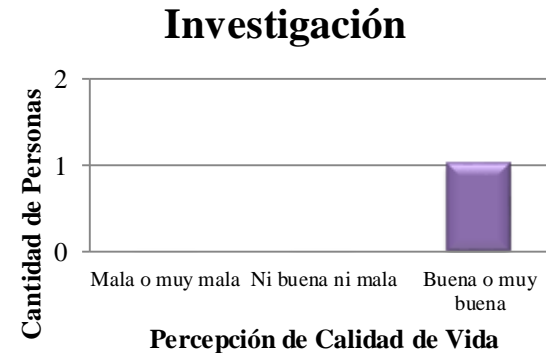 Investigación
Cantidad de Personas
2
1
0
Mala o muy mala Ni buena ni mala Buena o muy
buena
Percepción de Calidad de Vida